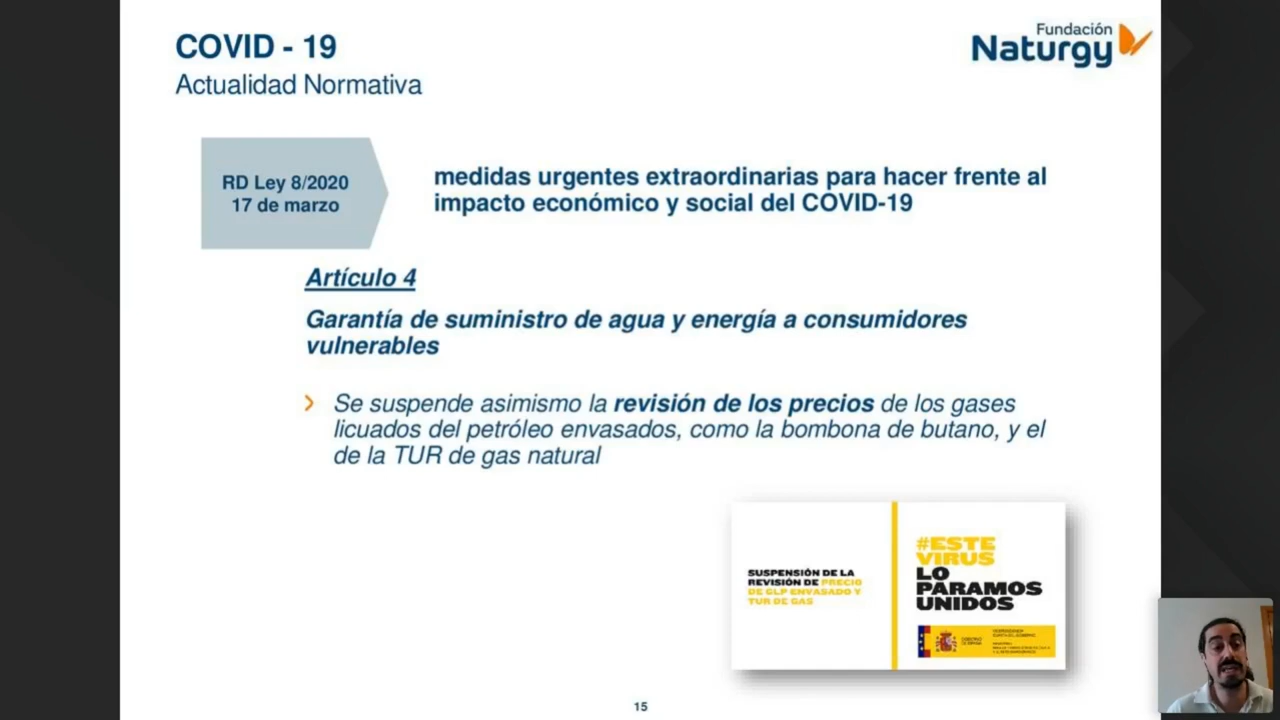 COVID - 19
Actualidad Normativa
Fundación
Naturgy
RD Ley 8/2020
17 de marzo
medidas urgentes extraordinarias para hacer frente al
impacto económico y social del COVID-19
Artículo 4
Garantía de suministro de agua y energía a consumidores
vulnerables
Se suspende asimismo la revisión de los precios de los gases
licuados del petróleo envasados, como la bombona de butano, y el
de la TUR de gas natural
SUSPENSIÓN DE LA
REVISIÓN DE PRECIO
DE GLP ENVASADO Y
TUR DE GAS
#ESTE
VIRUS
LO
PARAMOS
UNIDOS
15